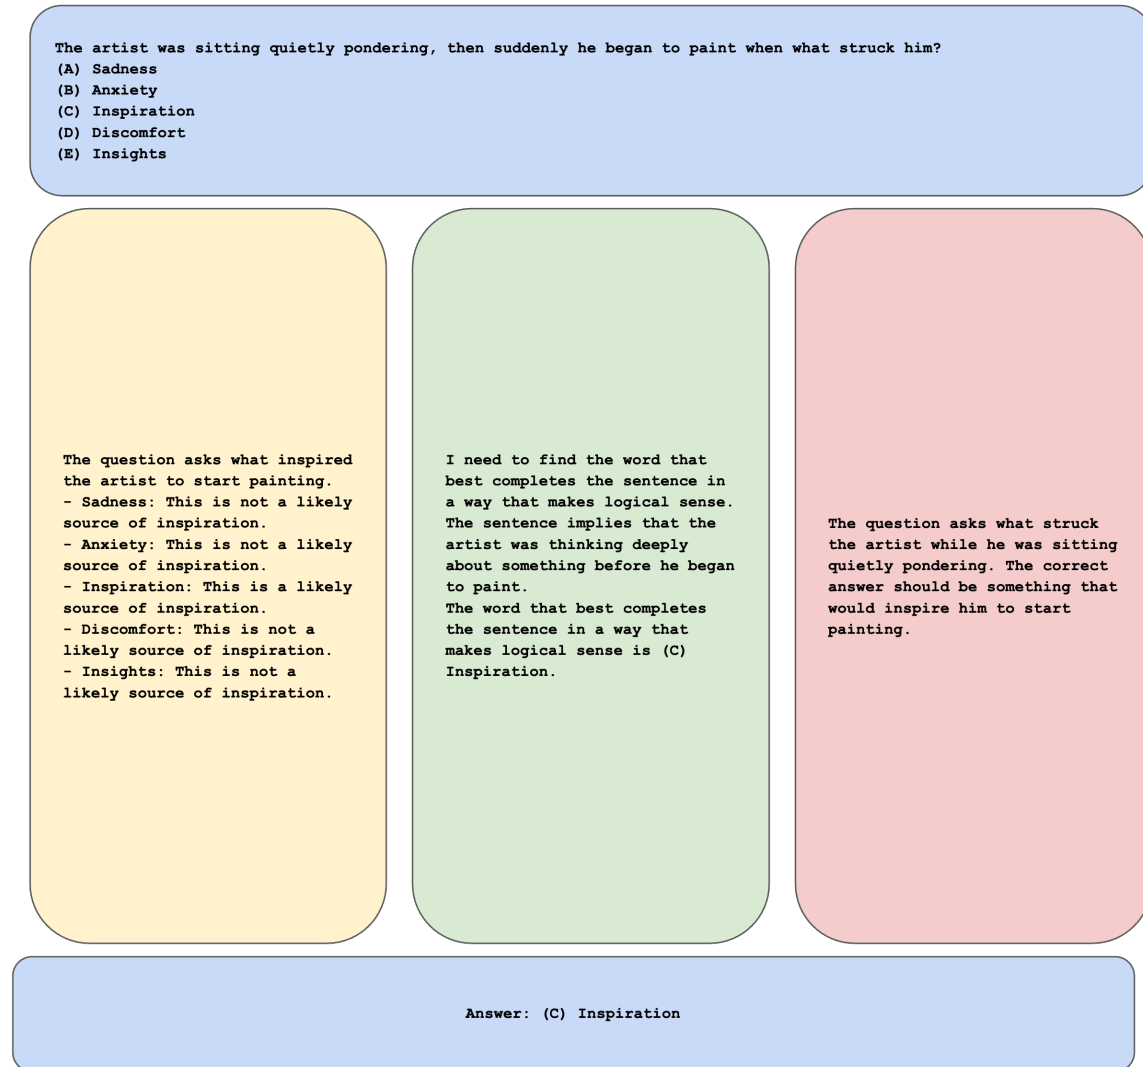 The artist was sitting quietly pondering, then suddenly he began to paint when what struck him?
(A) Sadness
(B) Anxiety
(C) Inspiration
(D) Discomfort
(E) Insights
The question asks what inspired
the artist to start painting.
- Sadness: This is not a likely
source of inspiration.
- Anxiety: This is not a likely
source of inspiration.
- Inspiration: This is a likely
source of inspiration.
- Discomfort: This is not a
likely source of inspiration.
- Insights: This is not a
likely source of inspiration.
I need to find the word that
best completes the sentence in
a way that makes logical sense.
The sentence implies that the
artist was thinking deeply
about something before he began
to paint.
The word that best completes
the sentence in a way that
makes logical sense is (C)
Inspiration.
The question asks what struck
the artist while he was sitting
quietly pondering. The correct
answer should be something that
would inspire him to start
painting.
Answer: (C) Inspiration